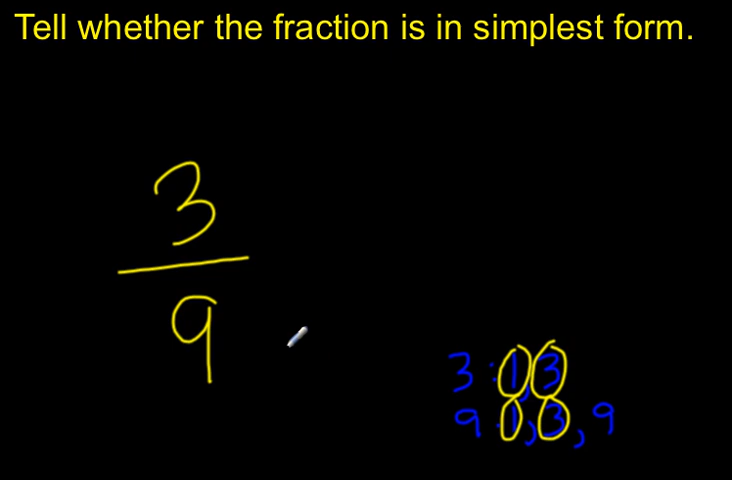 Tell whether the fraction is in simplest form.
3
9
3 : 1, 3
9 : 1, 3, 9